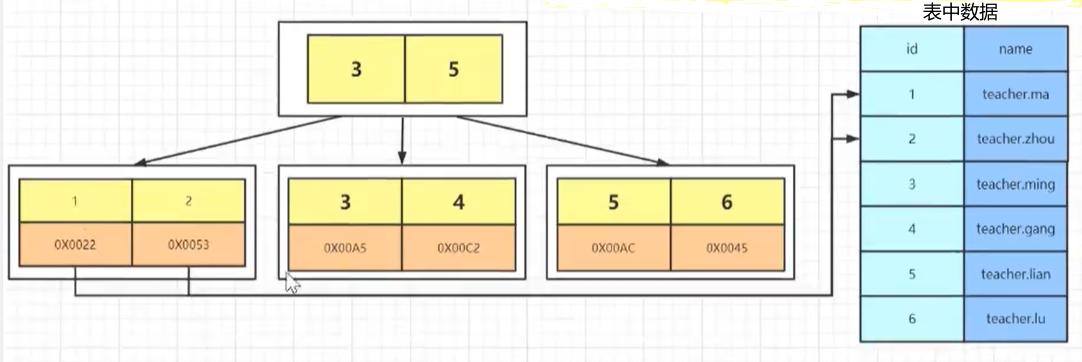 表中数据
id name
3 5
1 teacher.ma
2 teacher.zhou
1 2 3 4 5 6
3 teacher.ming
0X0022 0X0053 0X00A5 0X00C2 0X00AC 0X0045
4 teacher.gang
5 teacher.lian
6 teacher.lu